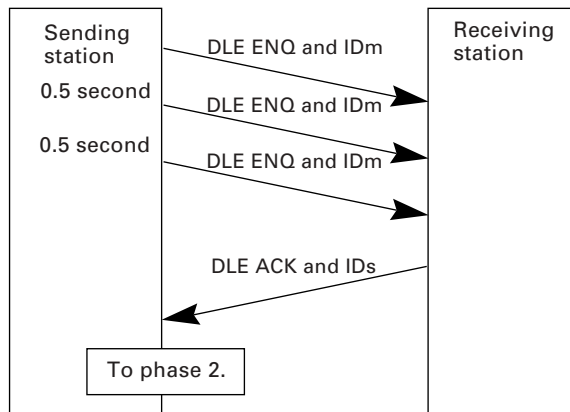 Sending
station
Receiving
station
DLE ENQ and IDm
0.5 second
DLE ENQ and IDm
0.5 second
DLE ENQ and IDm
DLE ACK and IDs
To phase 2.